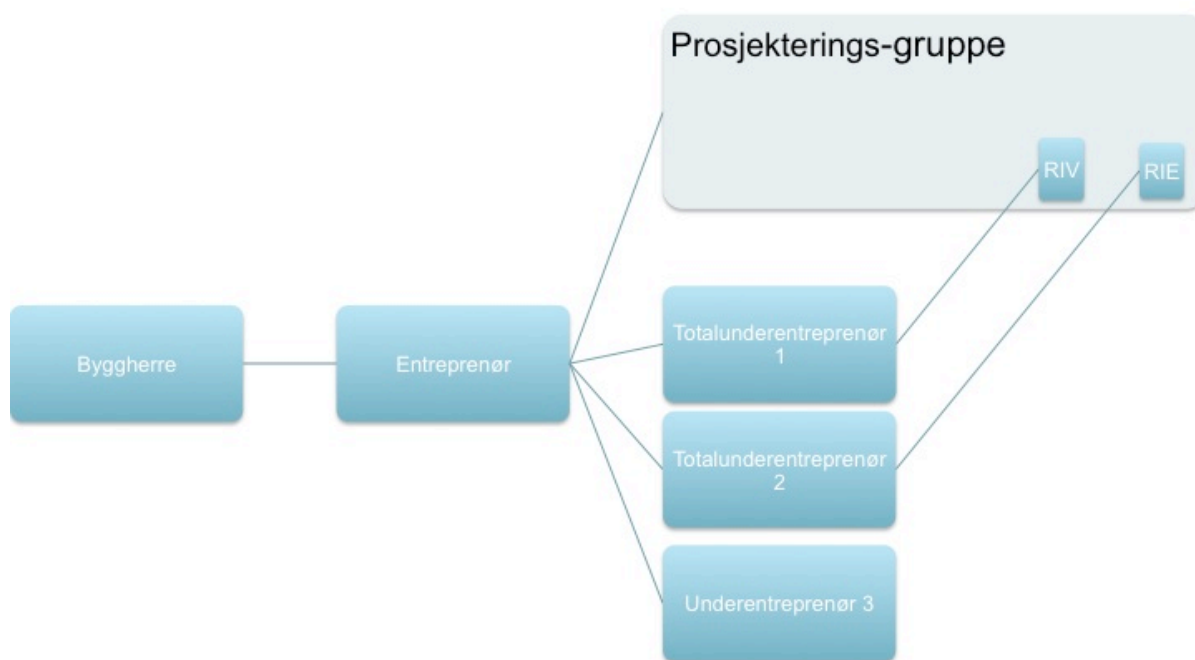 Prosjekterings-gruppe
RIV
RIE
Byggherre
Entreprenør
Totalunderentreprenør
1
Totalunderentreprenør
2
Underentreprenør 3